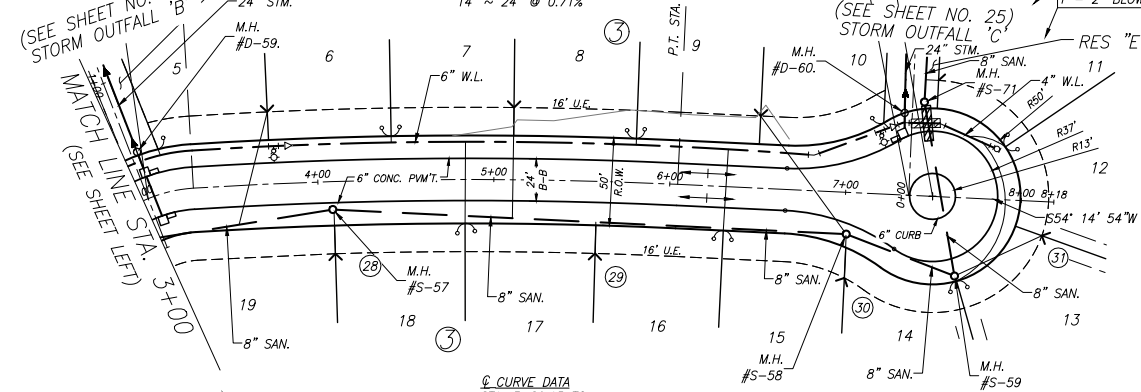 24" STM.
14' ~ 24" @ 0.71%
(SEE SHEET NO.
STORM OUTFALL 'B'
M.H.
#D-59.
5
6
7
8
3
P.T. STA.
9
6" W.L.
16' U.E.
(SEE SHEET NO. 25)
STORM OUTFALL 'C'
M.H.
#D-60.
10
24" STM.
8" SAN.
M.H.
#S-71
4" W.L.
RES "E
11
R50'
R37'
R13'
12
1+00
MATCH LINE STA. 3+00
(SEE SHEET LEFT)
4+00
6" CONC. PVM'T.
5+00
24'
B-B
50'
R.O.W.
6+00
7+00
0+00
8+00 8+18
S54° 14' 54"W
6" CURB
16' U.E.
28
29
30
31
M.H.
#S-57
8" SAN.
8" SAN.
8" SAN.
19
18
17
16
15
14
13
8" SAN.
3
M.H.
#S-58
8" SAN.
M.H.
#S-59
℄ CURVE DATA